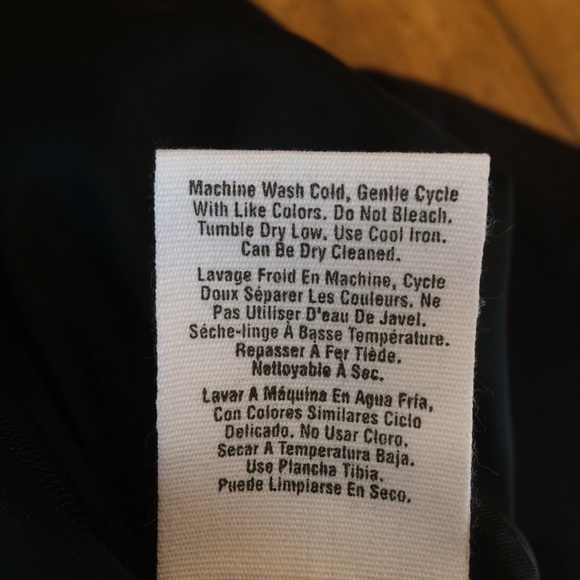 Machine Wash Cold, Gentle Cycle
With Like Colors. Do Not Bleach.
Tumble Dry Low. Use Cool Iron.
Can Be Dry Cleaned.
Lavage Froid En Machine, Cycle
Doux Séparer Les Couleurs. Ne
Pas Utiliser D'eau De Javel.
Séche-linge À Basse Température.
Repasser À Fer Tiède.
Nettoyable À Sec.
Lavar A Máquina En Agua Fría,
Con Colores Similares Ciclo
Delicado. No Usar Cloro.
Secar A Temperatura Baja.
Use Plancha Tibia.
Puede Limpiarse En Seco.